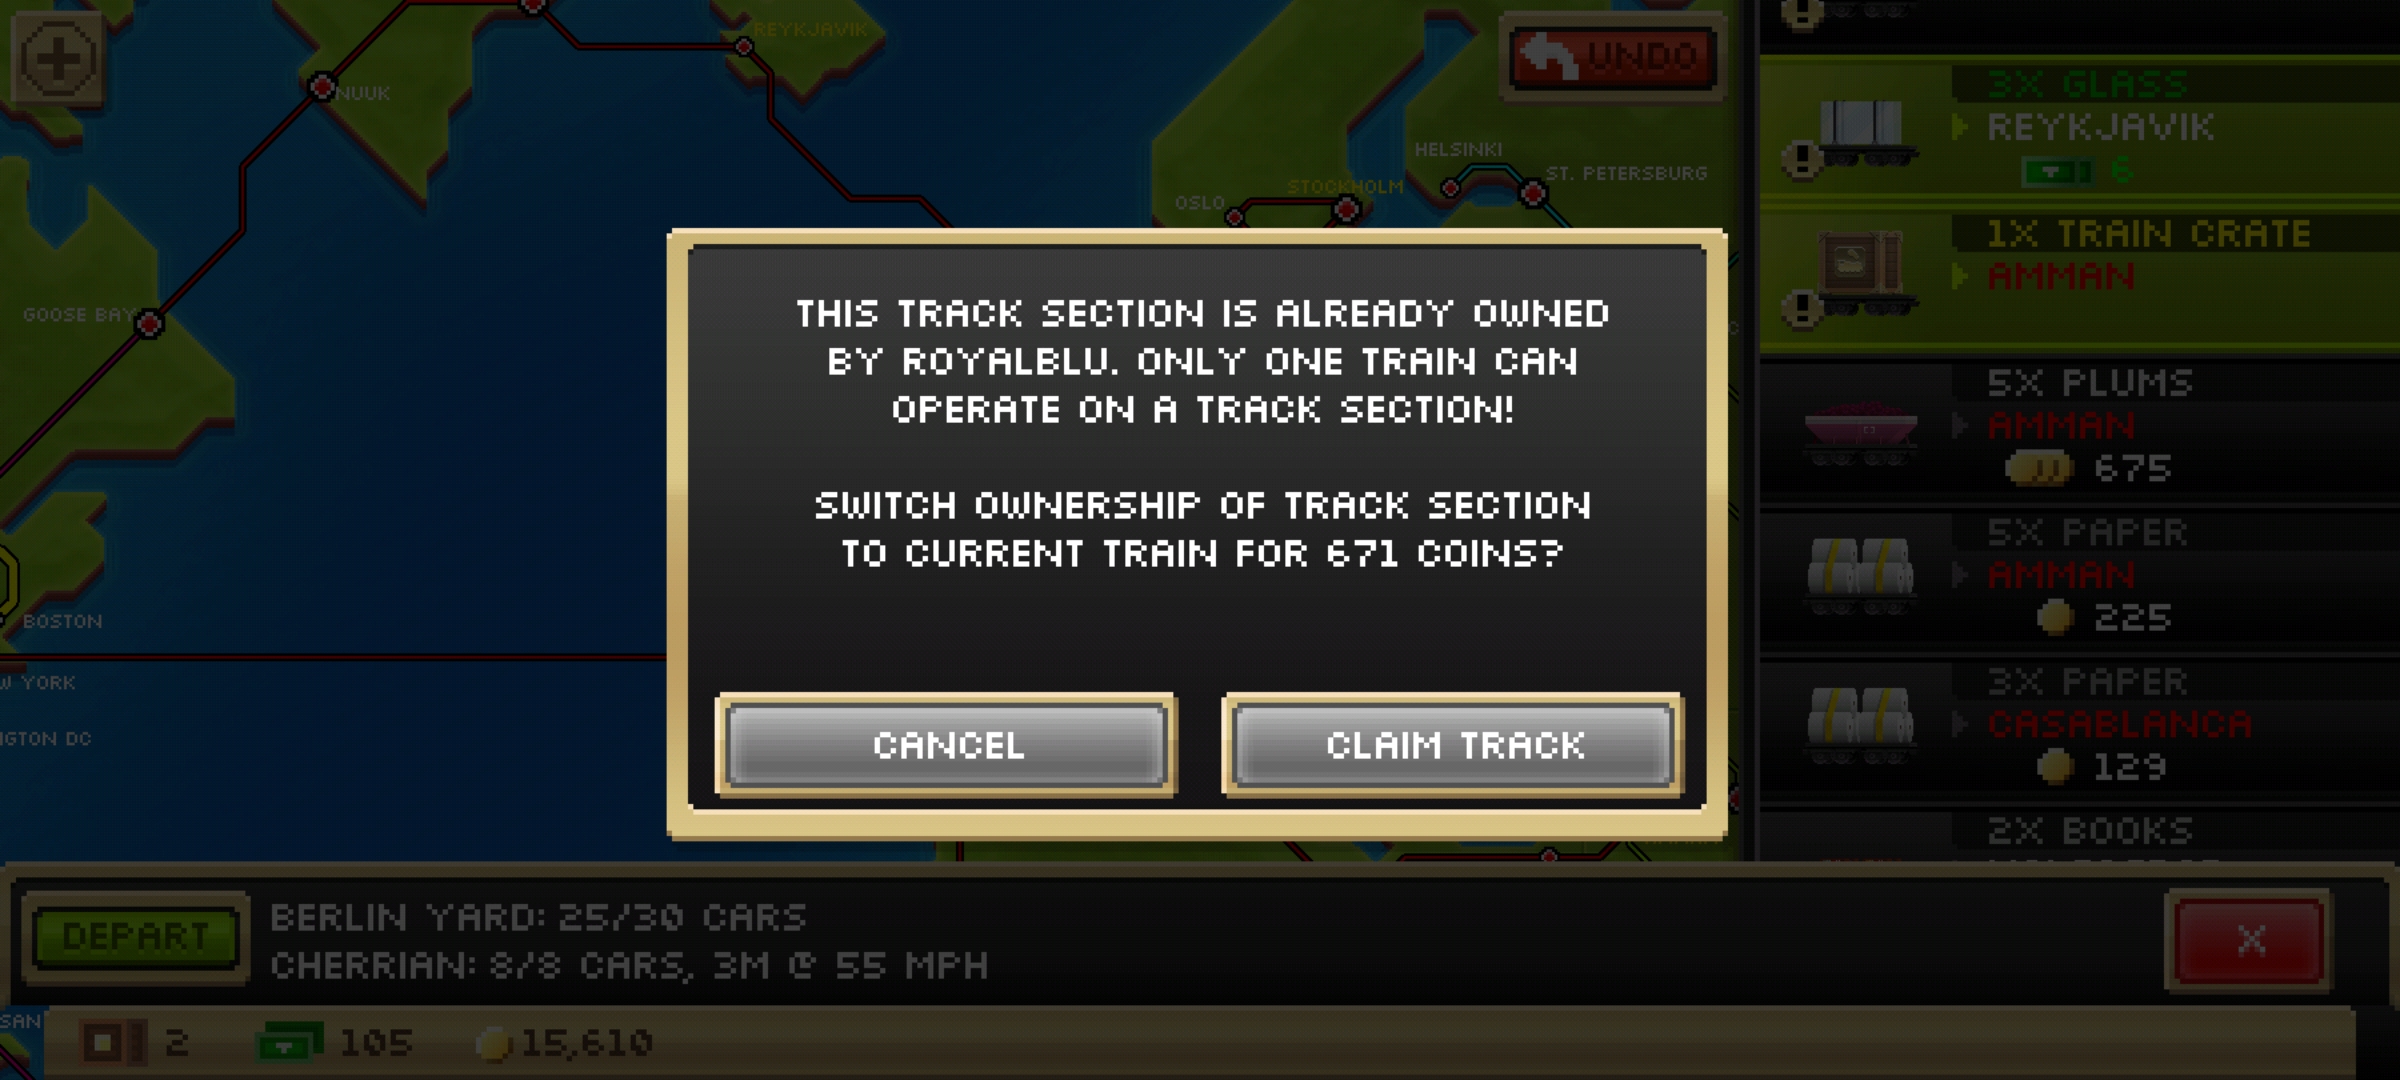 REYKJAVIK
UNDO
NUUK
HELSINKI
ST. PETERSBURG
STOCKHOLM
OSLO
GOOSE BAY
BOSTON
W YORK
GTON DC
3X GLASS
REYKJAVIK
6
1X TRAIN CRATE
AMMAN
5X PLUMS
AMMAN
675
5X PAPER
AMMAN
225
3X PAPER
CASABLANCA
129
2X BOOKS
THIS TRACK SECTION IS ALREADY OWNED
BY ROYALBLU. ONLY ONE TRAIN CAN
OPERATE ON A TRACK SECTION!
SWITCH OWNERSHIP OF TRACK SECTION
TO CURRENT TRAIN FOR 671 COINS?
CANCEL
CLAIM TRACK
DEPART
BERLIN YARD: 25/30 CARS
CHERRIAN: 8/8 CARS, 3M @ 55 MPH
X
SAN
2
105
15,610